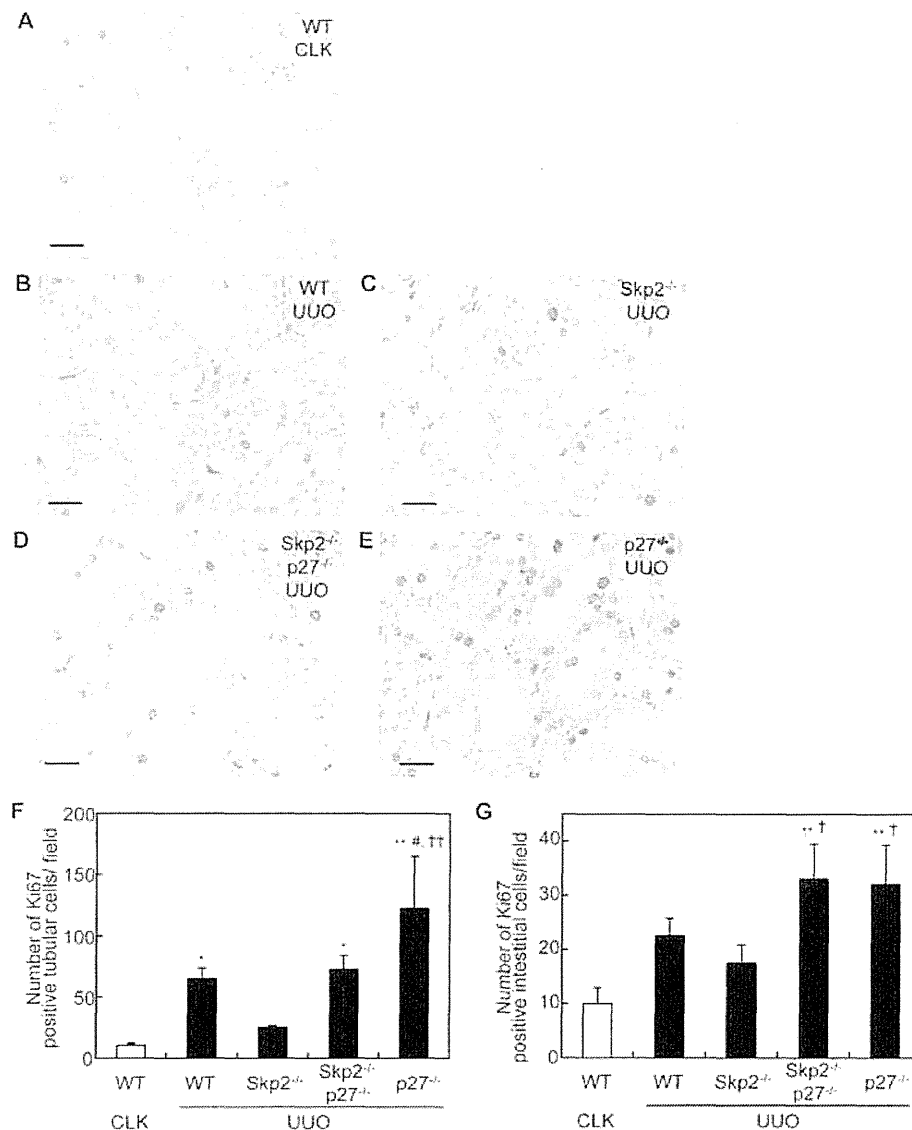 A
WT
CLK
B
WT
UUO
C
Skp2-/-
UUO
D
Skp2-/-
p27-/-
UUO
E
p27-/-
UUO
F
Number of Ki67
positive tubular cells/ field
200
150
100
50
0
*
*
** #, ††
WT
WT
Skp2-/-
Skp2-/-
p27-/-
p27-/-
CLK
UUO
G
Number of Ki67
positive intestitial cells/field
40
30
20
10
0
** †
** †
WT
WT
Skp2-/-
Skp2-/-
p27-/-
p27-/-
CLK
UUO